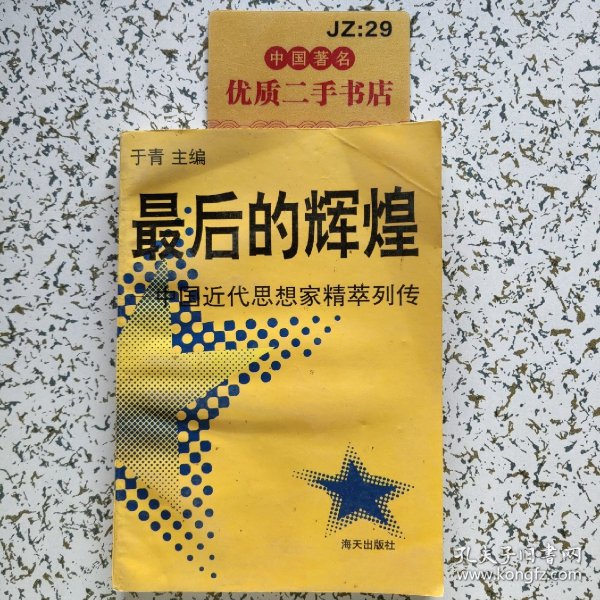 JZ:29
中国著名
优质二手书店
于青 主编
最后的辉煌
中国近代思想家精萃列传
海天出版社
孔夫子旧书网
www.kongfz.com